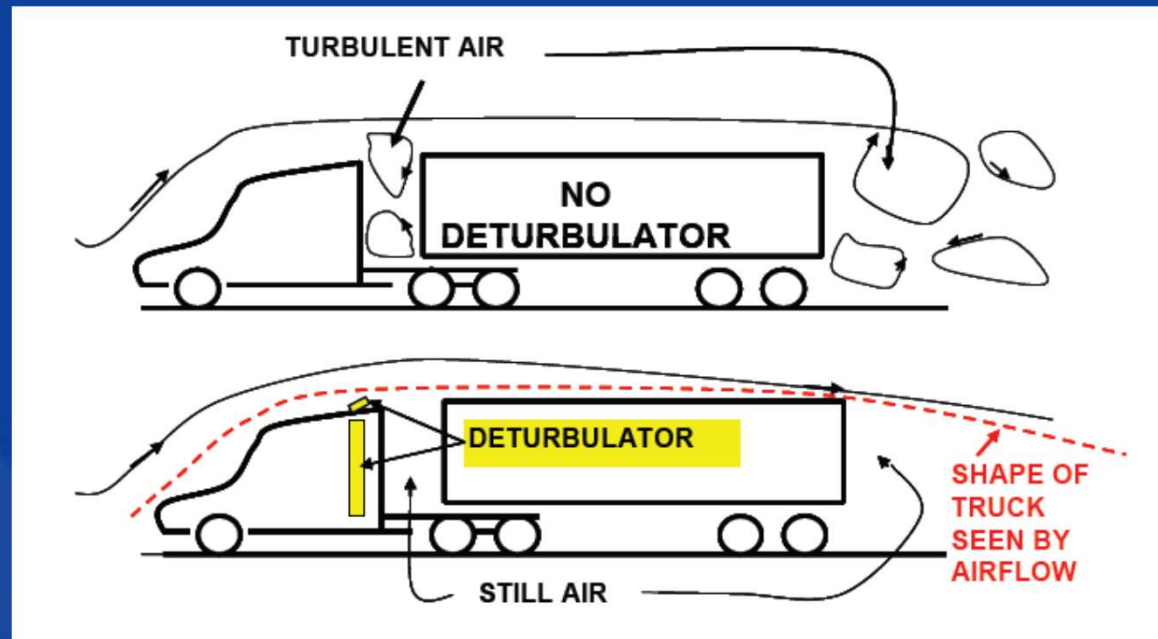 TURBULENT AIR
NO
DETURBULATOR
DETURBULATOR
SHAPE OF
TRUCK
SEEN BY
AIRFLOW
STILL AIR